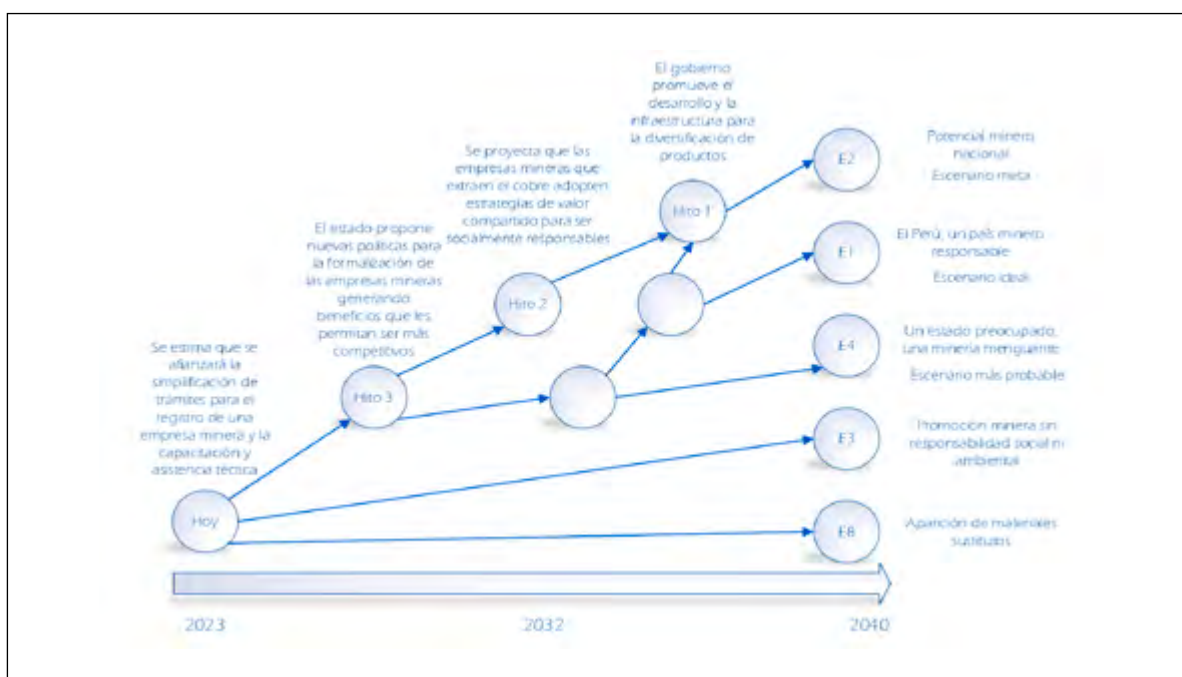 El gobierno
promueve el
desarrollo y la
infraestructura para
la diversificación de
productos
E2
Potencial minero
nacional
Escenario meta
Se proyecta que las
empresas mineras que
extraen el cobre adopten
estrategias de valor
compartido para ser
socialmente responsables
Hito 1
El estado propone
nuevas políticas para
la formalización de
las empresas mineras
generando
beneficios que les
permitan ser más
competitivos
E1
El Perú, un país minero
responsable
Escenario ideal
Hito 2
Se estima que se
afianzará la
simplificación de
trámites para el
registro de una
empresa minera y la
capacitación y
asistencia técnica
E4
Un estado preocupado,
una minería menguante
Escenario más probable
Hito 3
E3
Promoción minera sin
responsabilidad social ni
ambiental
Hoy
E8
Aparición de materiales
sustitutos
2023
2032
2040